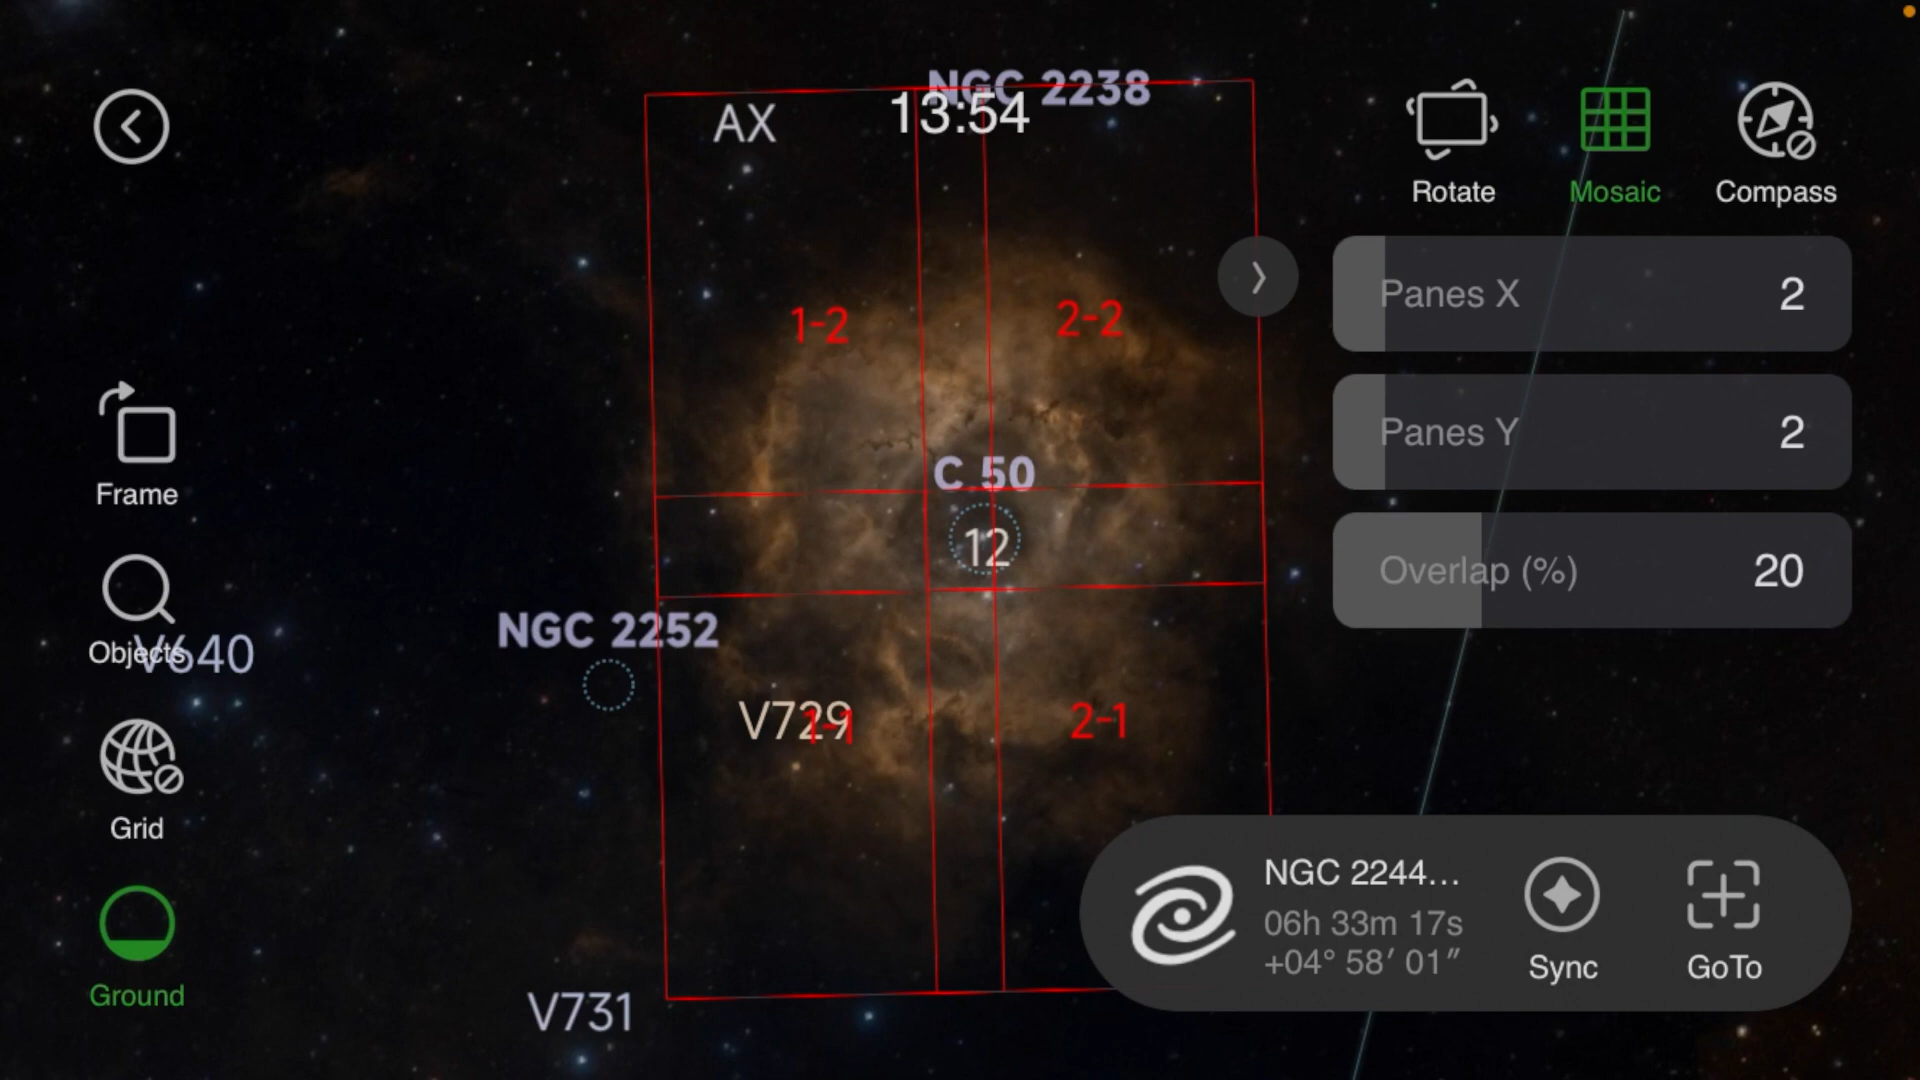 NGC 2238
AX
13:54
Rotate
Mosaic
Compass
1-2
2-2
Panes X
2
Panes Y
2
C 50
Frame
12
Overlap (%)
20
NGC 2252
Objects
V640
V729
1-1
2-1
Grid
NGC 2244...
06h 33m 17s
+04° 58′ 01″
Sync
GoTo
Ground
V731